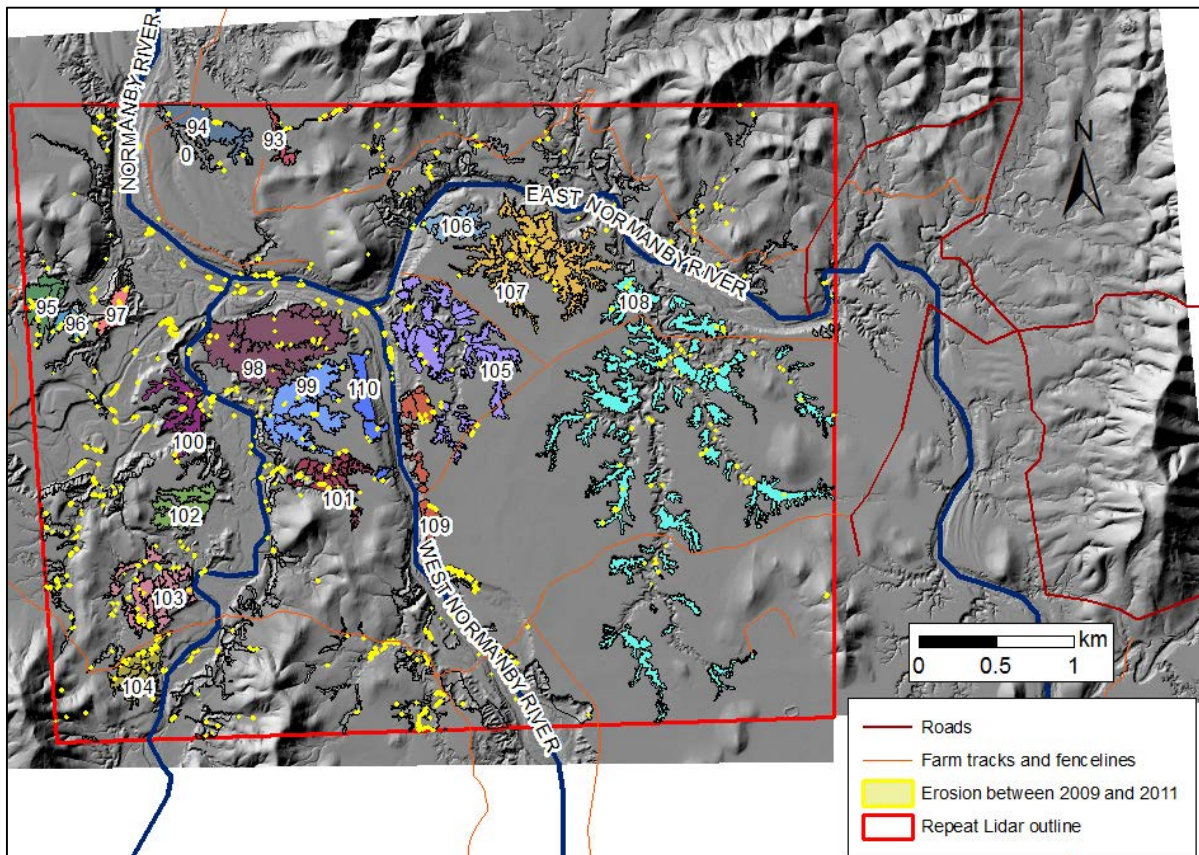 NORMANBY RIVER
94
0
93
EAST NORMANBYRIVER
N
106
107
108
95
96
97
98
99
110
105
100
101
102
109
WEST NORMANBY RIVER
103
104
km
0 0.5 1
Roads
Farm tracks and fencelines
Erosion between 2009 and 2011
Repeat Lidar outline